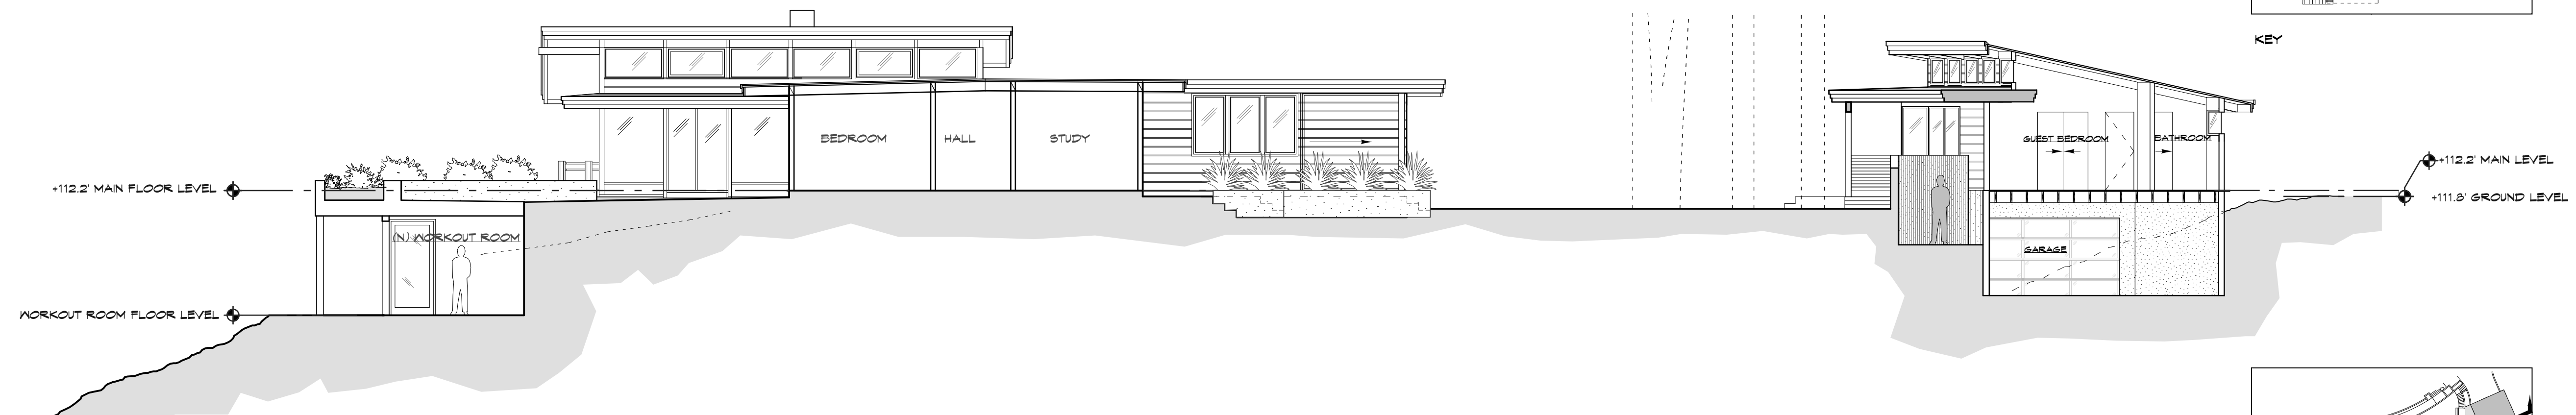 KEY
BEDROOM
HALL
STUDY
GUEST BEDROOM
BATHROOM
+112.2' MAIN LEVEL
+112.2' MAIN FLOOR LEVEL
+111.8' GROUND LEVEL
(N) WORKOUT ROOM
GARAGE
WORKOUT ROOM FLOOR LEVEL